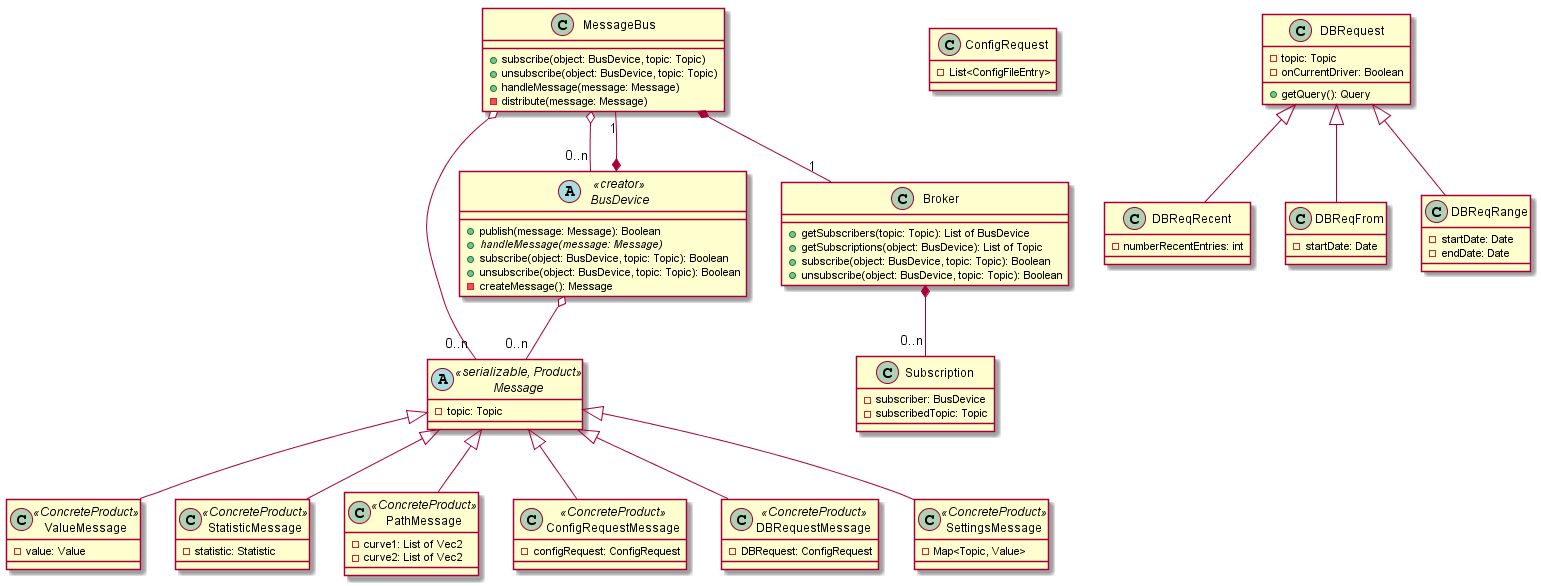 C MessageBus
subscribe(object: BusDevice, topic: Topic)
unsubscribe(object: BusDevice, topic: Topic)
handleMessage(message: Message)
distribute(message: Message)
C ConfigRequest
List<ConfigFileEntry>
C DBRequest
topic: Topic
onCurrentDriver: Boolean
getQuery(): Query
0..n
1
1
A «creator»
BusDevice
publish(message: Message): Boolean
handleMessage(message: Message)
subscribe(object: BusDevice, topic: Topic): Boolean
unsubscribe(object: BusDevice, topic: Topic): Boolean
createMessage(): Message
C Broker
getSubscribers(topic: Topic): List of BusDevice
getSubscriptions(object: BusDevice): List of Topic
subscribe(object: BusDevice, topic: Topic): Boolean
unsubscribe(object: BusDevice, topic: Topic): Boolean
C DBReqRecent
numberRecentEntries: int
C DBReqFrom
startDate: Date
C DBReqRange
startDate: Date
endDate: Date
0..n
0..n
0..n
A «serializable, Product»
Message
topic: Topic
C Subscription
subscriber: BusDevice
subscribedTopic: Topic
C «ConcreteProduct»
ValueMessage
value: Value
C «ConcreteProduct»
StatisticMessage
statistic: Statistic
C «ConcreteProduct»
PathMessage
curve1: List of Vec2
curve2: List of Vec2
C «ConcreteProduct»
ConfigRequestMessage
configRequest: ConfigRequest
C «ConcreteProduct»
DBRequestMessage
DBRequest: ConfigRequest
C «ConcreteProduct»
SettingsMessage
Map<Topic, Value>